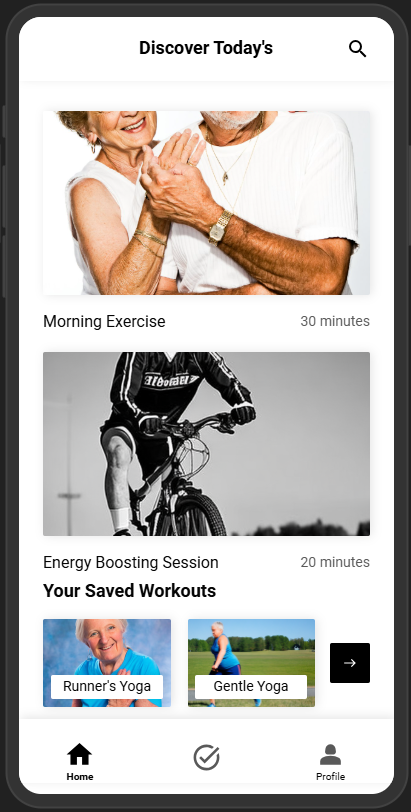 Discover Today's
Morning Exercise 30 minutes
Energy Boosting Session 20 minutes
Your Saved Workouts
Runner's Yoga Gentle Yoga
Home Profile